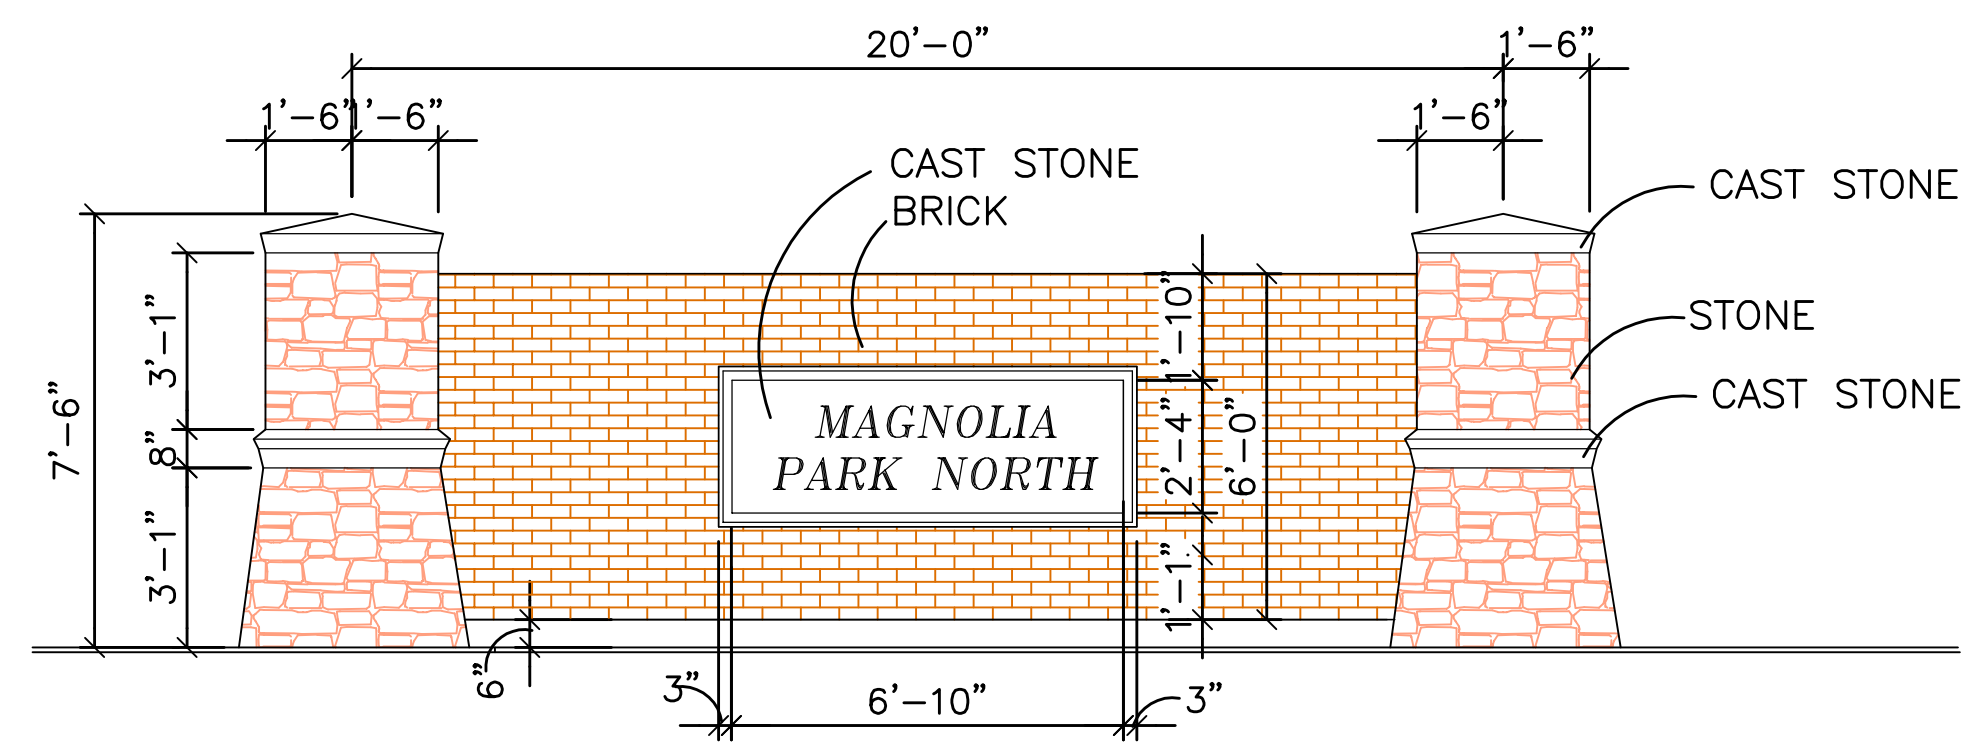 20'-0"
1'-6"
1'-6"
1'-6"
1'-6"
CAST STONE
BRICK
CAST STONE
STONE
CAST STONE
7'-6"
3'-1"
8"
3'-1"
1'-10"
2'-4"
6'-0"
1'-1"
MAGNOLIA
PARK NORTH
6"
3"
6'-10"
3"